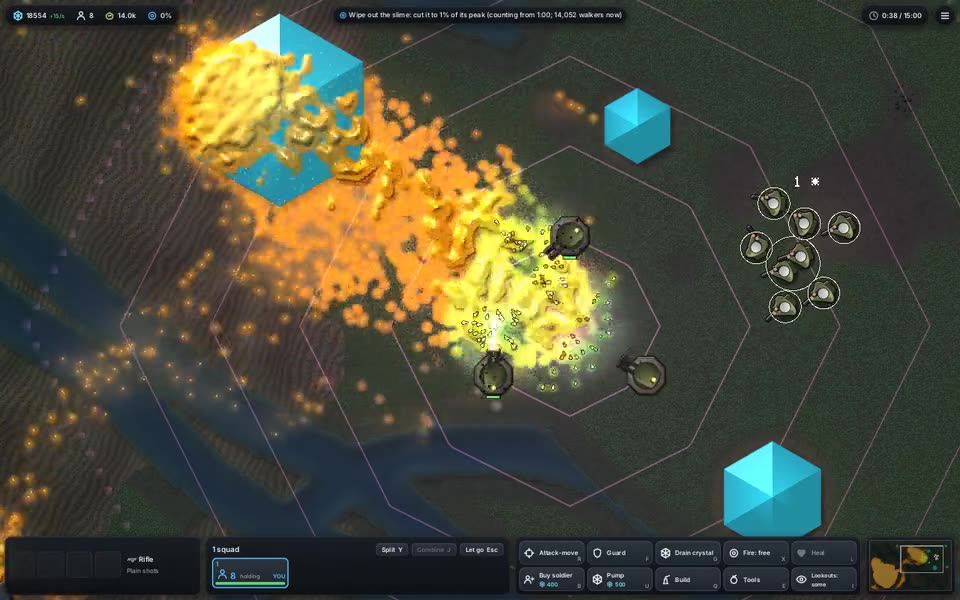 18554 +15/s 8 14.0k 0%
Wipe out the slime: cut it to 1% of its peak (counting from 1:00; 14,052 walkers now)
0:38 / 15:00
1
Rifle
Plain shots
1 squad
Split Y Combine J Let go Esc
1
8 holding YOU
Attack-move R
Guard F
Drain crystal G
Fire: free X
Heal L
Buy soldier 400 B
Pump 500 U
Build Q
Tools E
Lookouts: some I